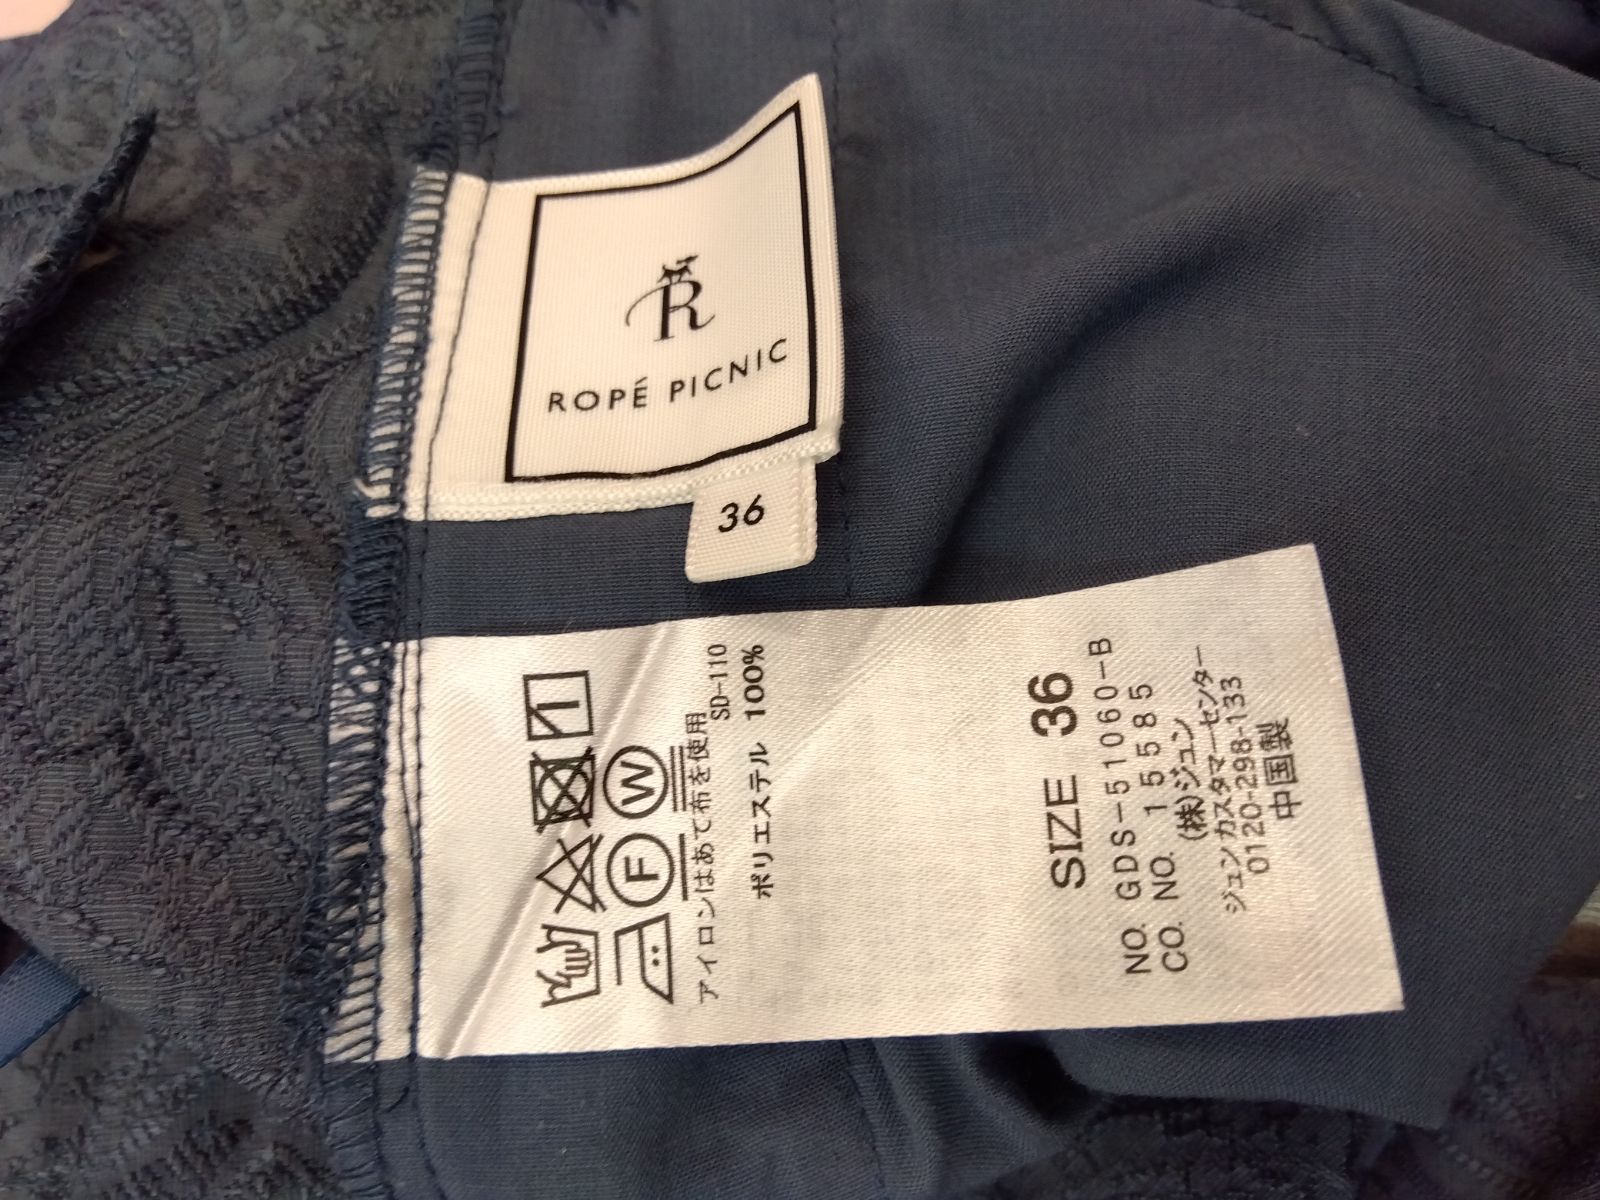 R
ROPÉ PICNIC
36
F W
アイロンはあて布を使用
SD-110
ポリエステル 100%
SIZE 36
NO. GDS-51060-B
CO. NO. 15585
(株)ジュン
ジュンカスタマーセンター
0120-298-133
中国製